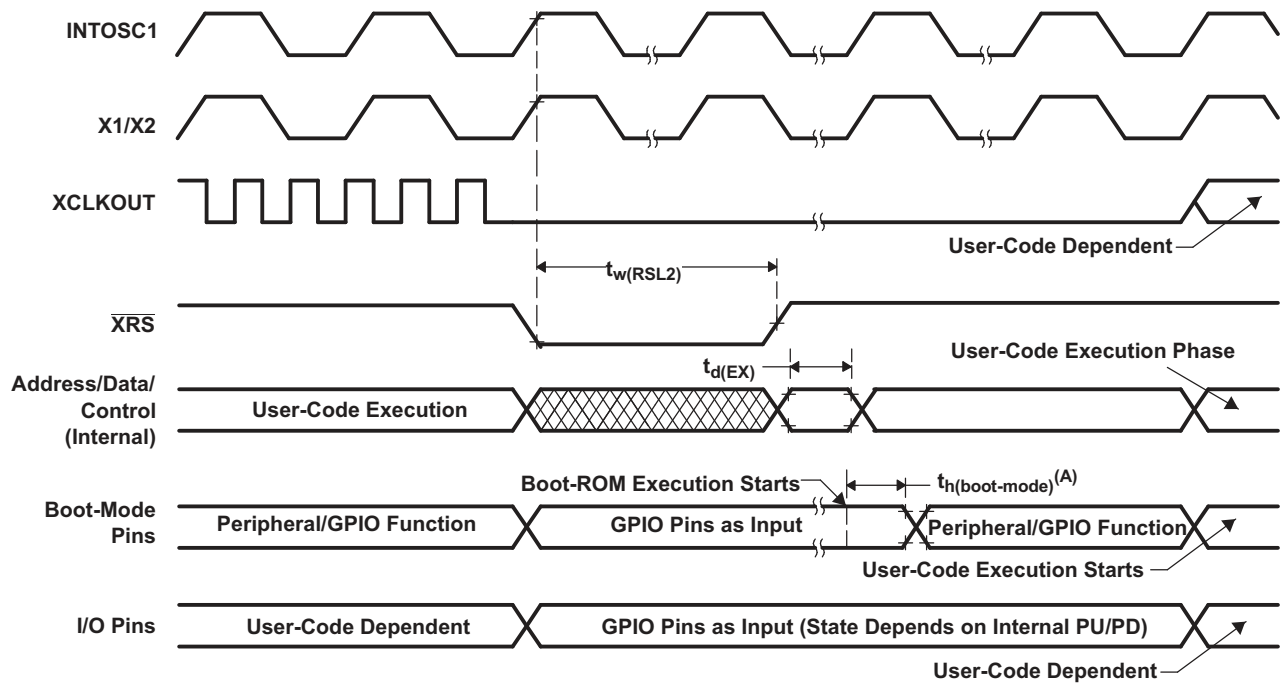 INTOSC1
X1/X2
XCLKOUT
User-Code Dependent
tw(RSL2)
XRS
User-Code Execution Phase
td(EX)
Address/Data/
Control
(Internal)
User-Code Execution
Boot-ROM Execution Starts
th(boot-mode)(A)
Boot-Mode
Pins
Peripheral/GPIO Function
GPIO Pins as Input
Peripheral/GPIO Function
User-Code Execution Starts
I/O Pins
User-Code Dependent
GPIO Pins as Input (State Depends on Internal PU/PD)
User-Code Dependent